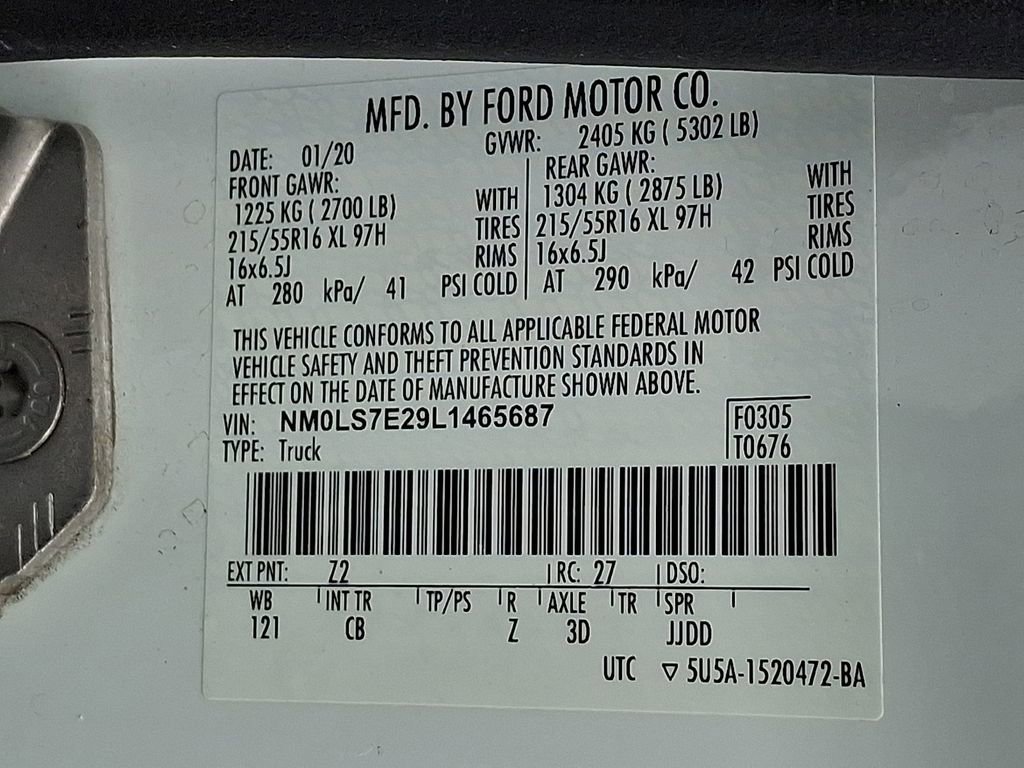 MFD. BY FORD MOTOR CO.
DATE: 01/20 GVWR: 2405 KG ( 5302 LB)
FRONT GAWR: REAR GAWR:
1225 KG ( 2700 LB) WITH 1304 KG ( 2875 LB) WITH
215/55R16 XL 97H TIRES 215/55R16 XL 97H TIRES
16x6.5J RIMS 16x6.5J RIMS
AT 280 kPa/ 41 PSI COLD AT 290 kPa/ 42 PSI COLD
THIS VEHICLE CONFORMS TO ALL APPLICABLE FEDERAL MOTOR
VEHICLE SAFETY AND THEFT PREVENTION STANDARDS IN
EFFECT ON THE DATE OF MANUFACTURE SHOWN ABOVE.
VIN: NM0LS7E29L1465687 F0305
TYPE: Truck T0676
EXT PNT: Z2 RC: 27 DSO:
WB INT TR TP/PS R AXLE TR SPR
121 CB Z 3D JJDD
UTC ▽ 5U5A-1520472-BA